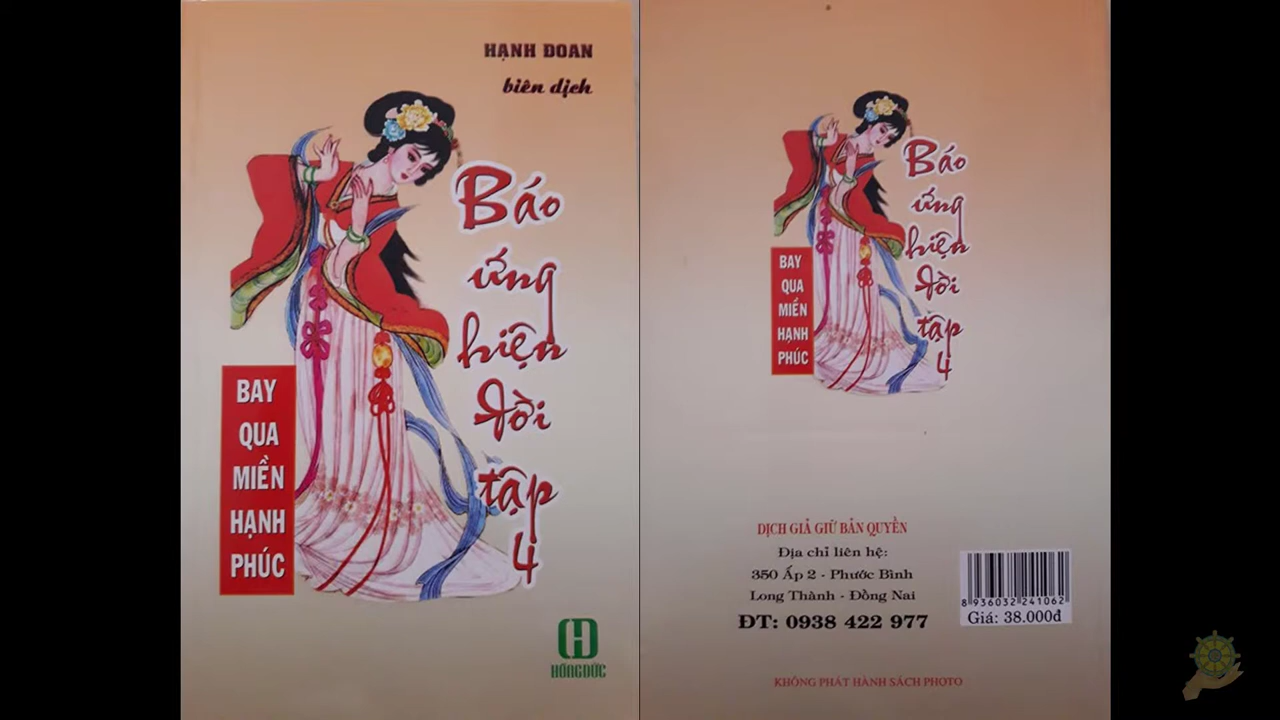 HẠNH ĐOAN
biên dịch
Báo
ứng
hiện
đời
tập
4
BAY
QUA
MIỀN
HẠNH
PHÚC
HỒNG ĐỨC
Báo
ứng
hiện
đời
tập
4
BAY
QUA
MIỀN
HẠNH
PHÚC
DỊCH GIẢ GIỮ BẢN QUYỀN
Địa chỉ liên hệ:
350 Ấp 2 - Phước Bình
Long Thành - Đồng Nai
ĐT: 0938 422 977
8 936032 241062
Giá: 38.000đ
KHÔNG PHÁT HÀNH SÁCH PHOTO